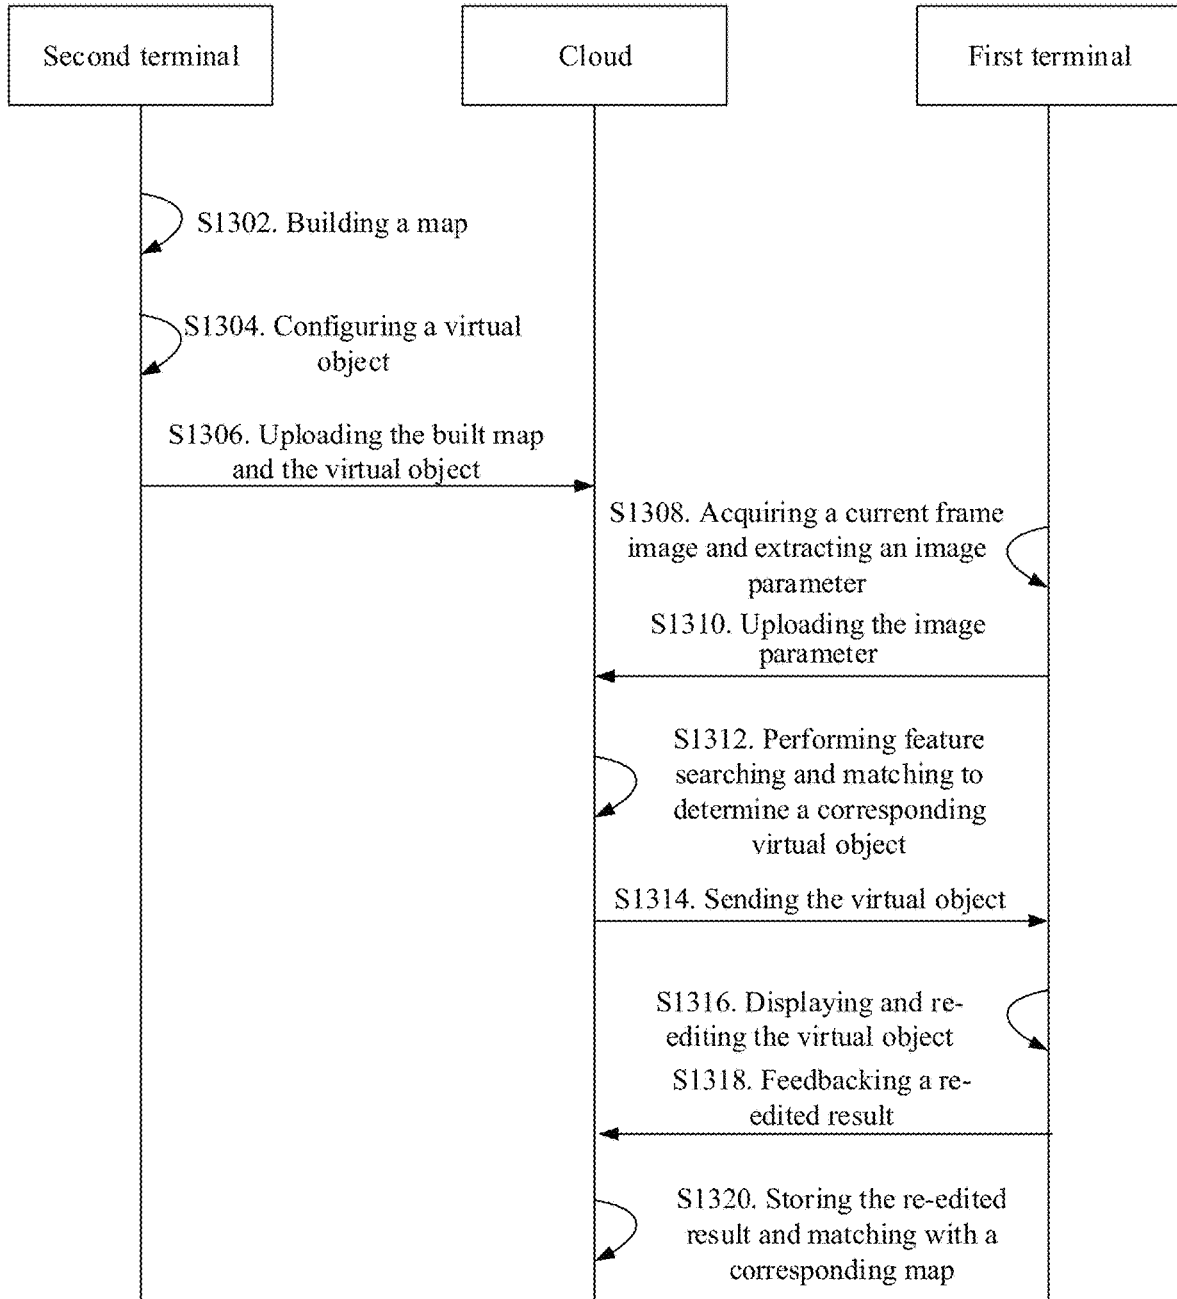 Second terminal
Cloud
First terminal
S1302. Building a map
S1304. Configuring a virtual
object
S1306. Uploading the built map
and the virtual object
S1308. Acquiring a current frame
image and extracting an image
parameter
S1310. Uploading the image
parameter
S1312. Performing feature
searching and matching to
determine a corresponding
virtual object
S1314. Sending the virtual object
S1316. Displaying and re-
editing the virtual object
S1318. Feedbacking a re-
edited result
S1320. Storing the re-edited
result and matching with a
corresponding map